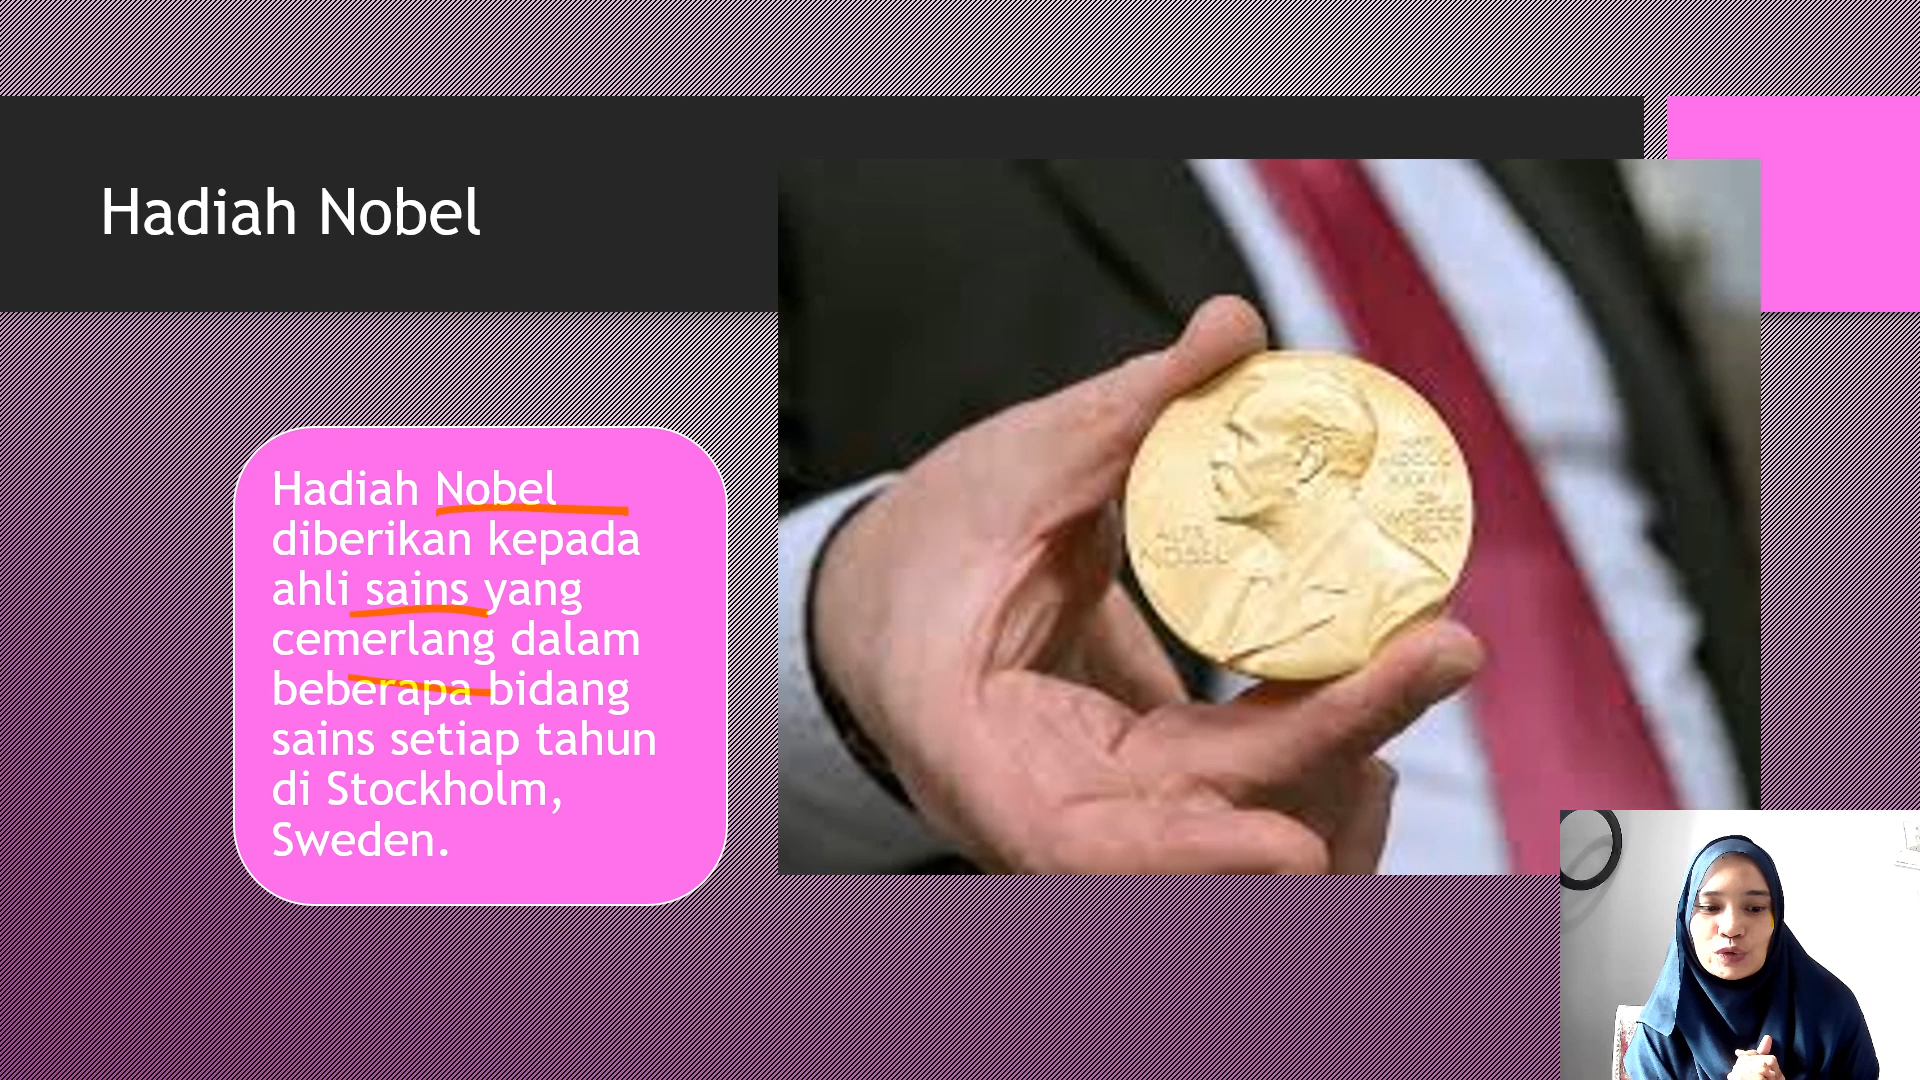 Hadiah Nobel
Hadiah Nobel
diberikan kepada
ahli sains yang
cemerlang dalam
beberapa bidang
sains setiap tahun
di Stockholm,
Sweden.
NOBEL